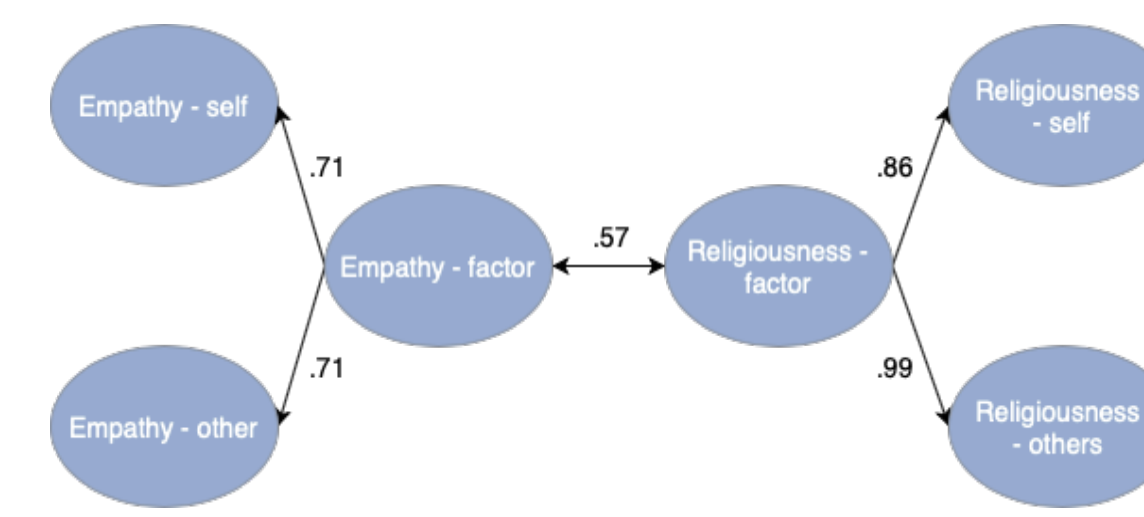 Empathy - self
Religiousness
- self
.71
.86
Empathy - factor
.57
Religiousness -
factor
.71
.99
Empathy - other
Religiousness
- others